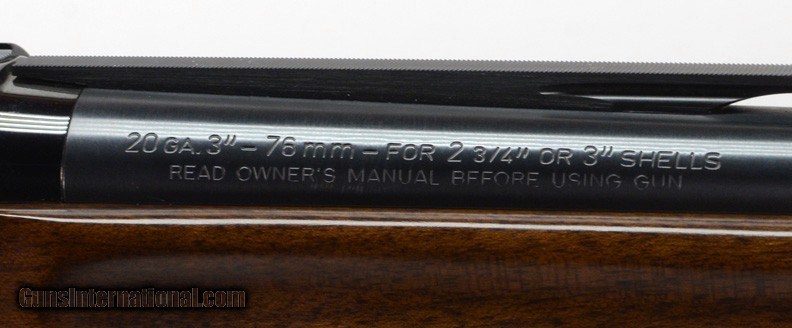 20 GA. 3" - 76 mm - FOR 2 3/4" OR 3" SHELLS
READ OWNER'S MANUAL BEFORE USING GUN
GunsInternational.com